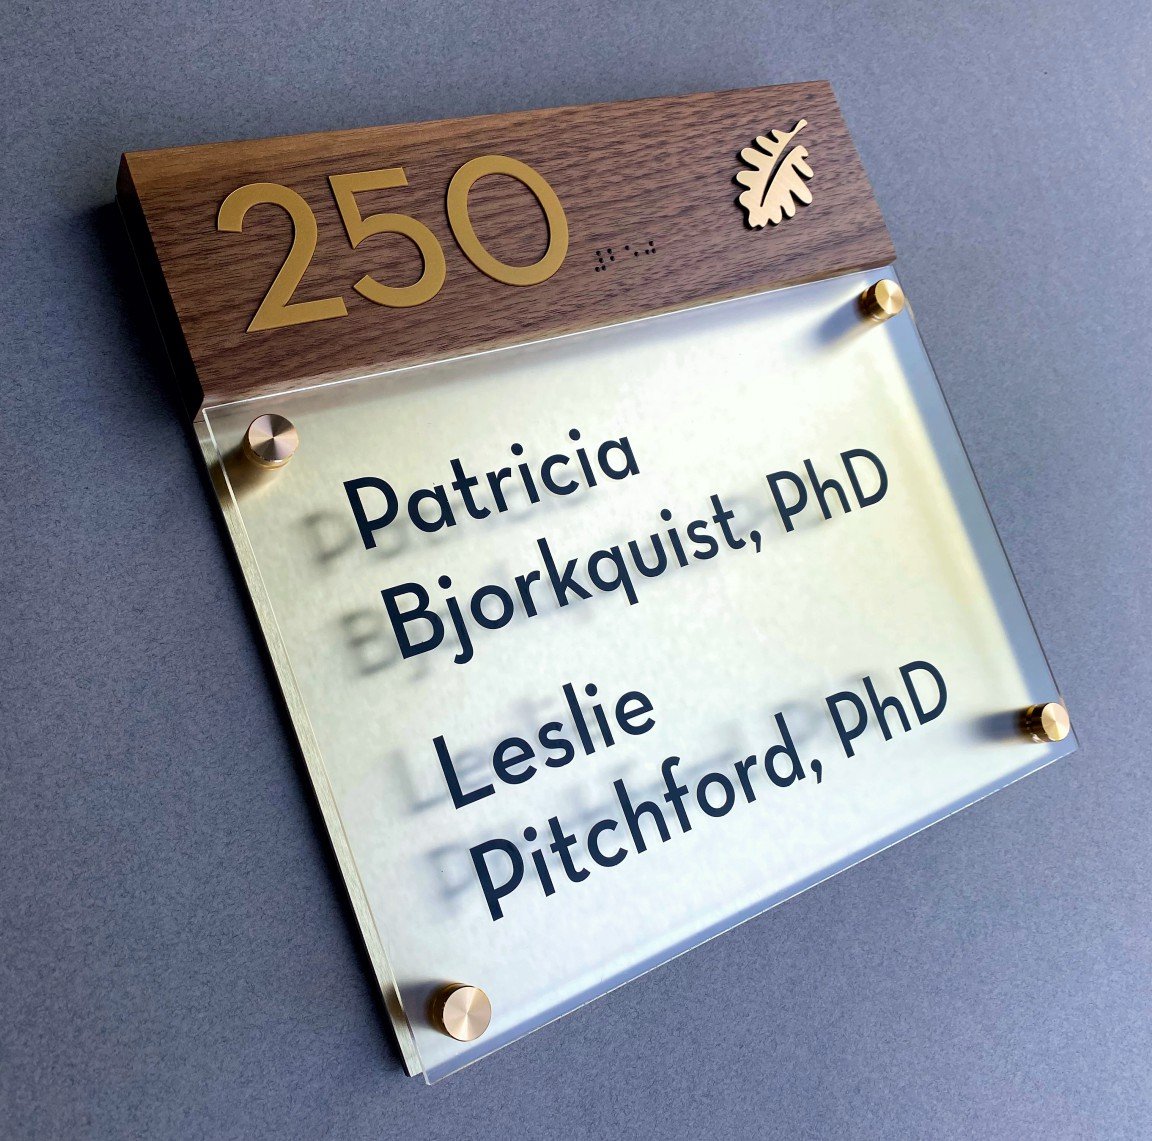 250
Patricia
Bjorkquist, PhD
Leslie
Pitchford, PhD